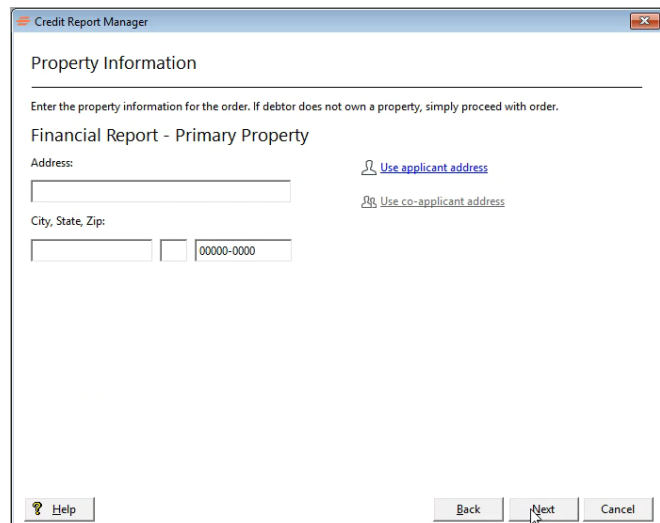 Credit Report Manager
Property Information
Enter the property information for the order. If debtor does not own a property, simply proceed with order.
Financial Report - Primary Property
Address:
Use applicant address
Use co-applicant address
City, State, Zip:
00000-0000
Help
Back
Next
Cancel